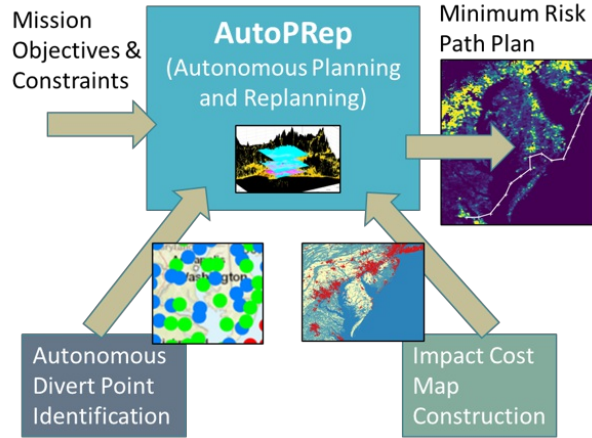 Mission
Objectives &
Constraints
AutoPRep
(Autonomous Planning
and Replanning)
Minimum Risk
Path Plan
Washington
Autonomous
Divert Point
Identification
Impact Cost
Map
Construction